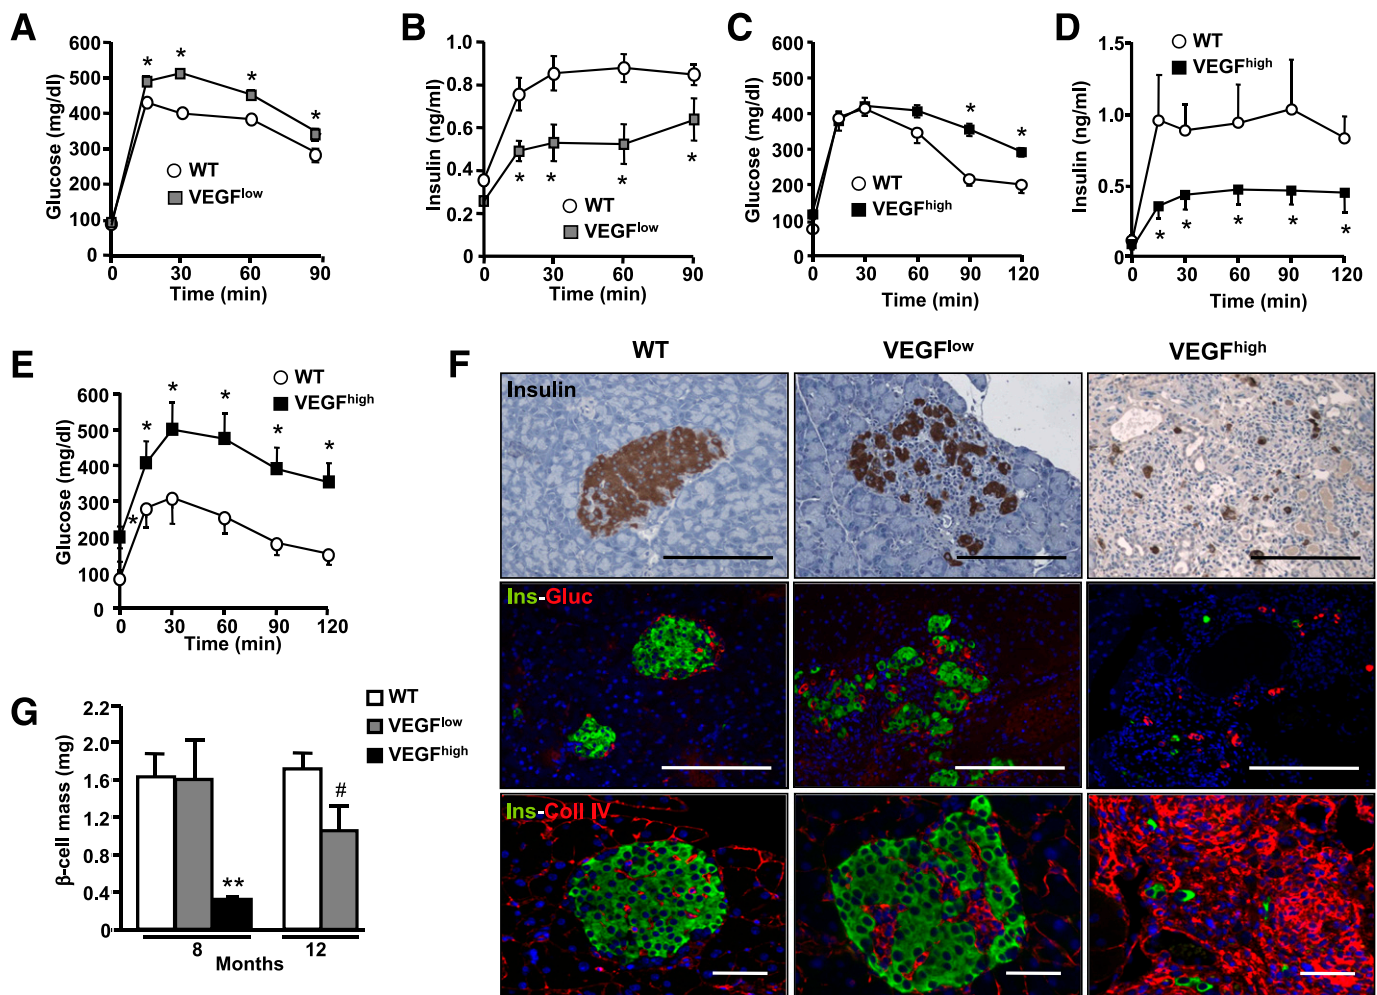 A
600
500
400
300
200
100
0
Glucose (mg/dl)
* * * *
WT
VEGFlow
0 30 60 90
Time (min)
B
1.0
0.8
0.6
0.4
0.2
0
Insulin (ng/ml)
* * * *
WT
VEGFlow
0 30 60 90
Time (min)
C
600
500
400
300
200
100
0
Glucose (mg/dl)
* *
WT
VEGFhigh
0 30 60 90 120
Time (min)
D
1.5
1.0
0.5
0
Insulin (ng/ml)
WT
VEGFhigh
* * * * *
0 30 60 90 120
Time (min)
E
600
500
400
300
200
100
0
Glucose (mg/dl)
WT
VEGFhigh
* * * * * *
0 30 60 90 120
Time (min)
F
WT VEGFlow VEGFhigh
Insulin
Ins-Gluc
Ins-Coll IV
G
2.2
2.0
1.6
1.2
0.8
0.4
0
β-cell mass (mg)
WT
VEGFlow
VEGFhigh
**
#
8 12
Months